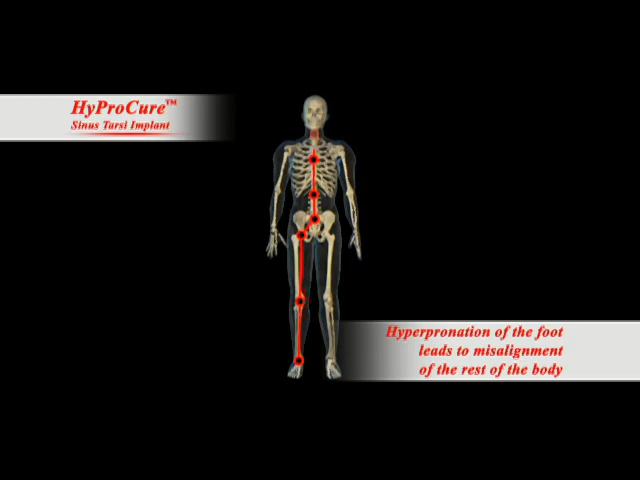 HyProCure™
Sinus Tarsi Implant
Hyperpronation of the foot
leads to misalignment
of the rest of the body